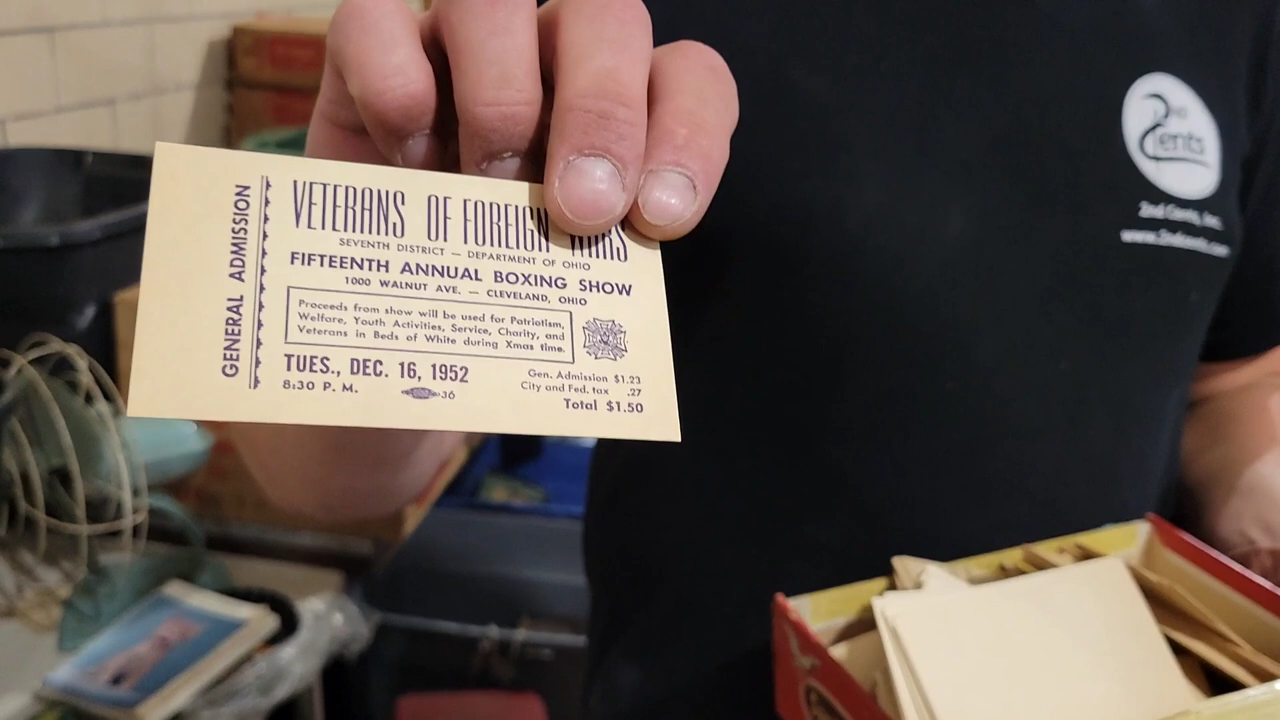 GENERAL ADMISSION
VETERANS OF FOREIGN WARS
SEVENTH DISTRICT — DEPARTMENT OF OHIO
FIFTEENTH ANNUAL BOXING SHOW
1000 WALNUT AVE. — CLEVELAND, OHIO
Proceeds from show will be used for Patriotism,
Welfare, Youth Activities, Service, Charity, and
Veterans in Beds of White during Xmas time.
TUES., DEC. 16, 1952
8:30 P. M.
36
Gen. Admission $1.23
City and Fed. tax .27
Total $1.50
2nd Cents
2nd Cents, Inc.